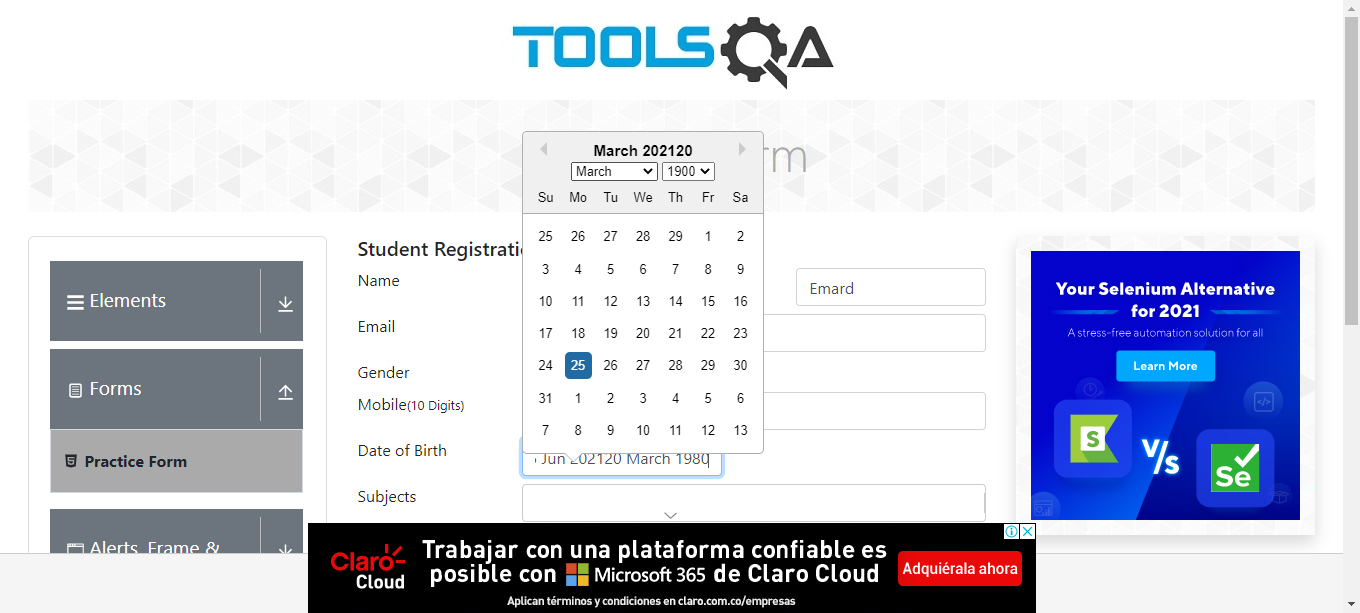 TOOLSQA
rm
March 202120
March 1900
Su Mo Tu We Th Fr Sa
25 26 27 28 29 1 2
3 4 5 6 7 8 9
10 11 12 13 14 15 16
17 18 19 20 21 22 23
24 25 26 27 28 29 30
31 1 2 3 4 5 6
7 8 9 10 11 12 13
Elements
Forms
Practice Form
Alerts, Frame &
Student Registrati
Name
Emard
Email
Gender
Mobile(10 Digits)
Date of Birth
Jun 202120 March 1980
Subjects
Your Selenium Alternative
for 2021
A stress-free automation solution for all
Learn More
S
V/s
Se
Claro
Cloud
Trabajar con una plataforma confiable es
posible con Microsoft 365 de Claro Cloud
Adquiérala ahora
Aplican términos y condiciones en claro.com.co/empresas